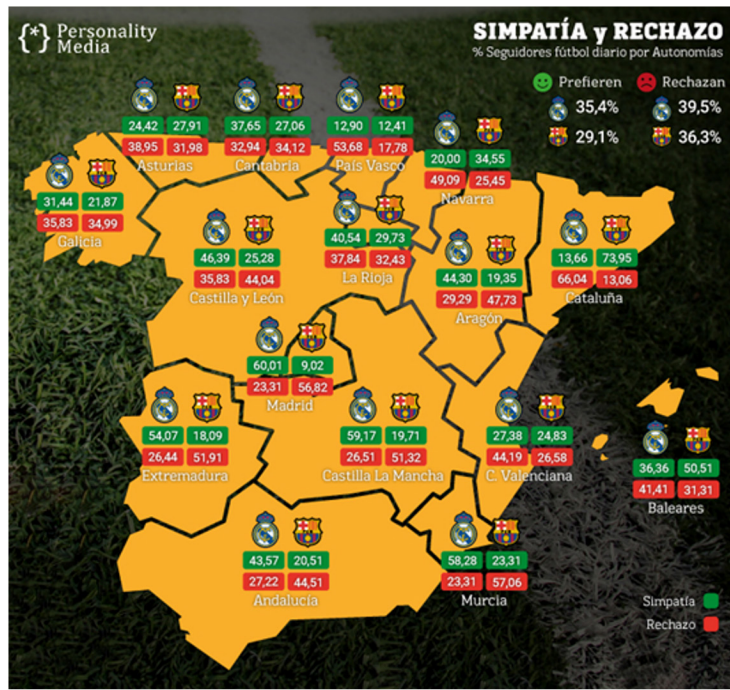 {*} Personality
Media
SIMPATÍA y RECHAZO
% Seguidores fútbol diario por Autonomías
Prefieren Rechazan
35,4% 39,5%
29,1% 36,3%
24,42 27,91
38,95 31,98
Asturias
37,65 27,06
32,94 34,12
Cantabria
12,90 12,41
53,68 17,78
País Vasco
20,00 34,55
49,09 25,45
Navarra
31,44 21,87
35,83 34,99
Galicia
46,39 25,28
35,83 44,04
Castilla y León
40,54 29,73
37,84 32,43
La Rioja
44,30 19,35
29,29 47,73
Aragón
13,66 73,95
66,04 13,06
Cataluña
60,01 9,02
23,31 56,82
Madrid
54,07 18,09
26,44 51,91
Extremadura
59,17 19,71
26,51 51,32
Castilla La Mancha
27,38 24,83
44,19 26,58
C. Valenciana
36,36 50,51
41,41 31,31
Baleares
43,57 20,51
27,22 44,51
Andalucía
58,28 23,31
23,31 57,06
Murcia
Simpatía
Rechazo